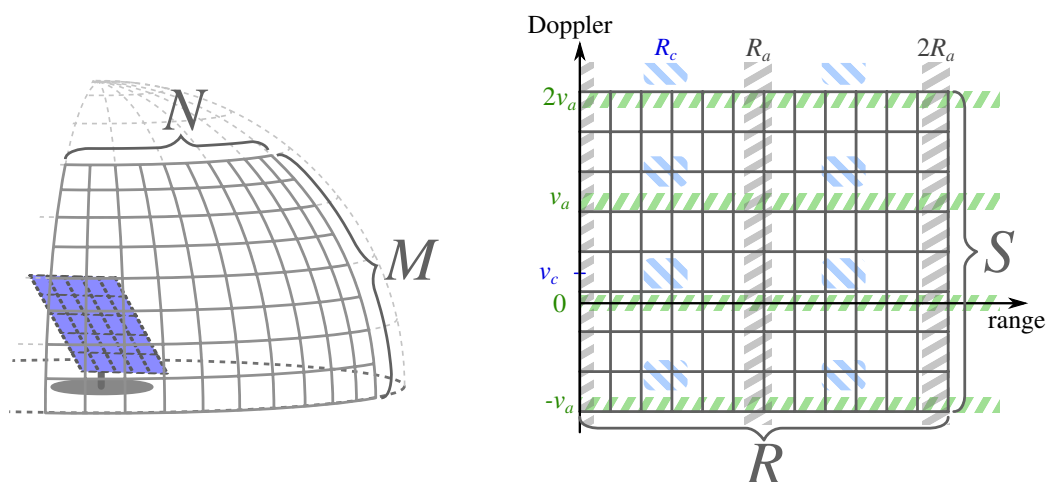 N
M
Doppler
R_c
R_a
2R_a
2v_a
v_a
v_c
0
-v_a
S
range
R